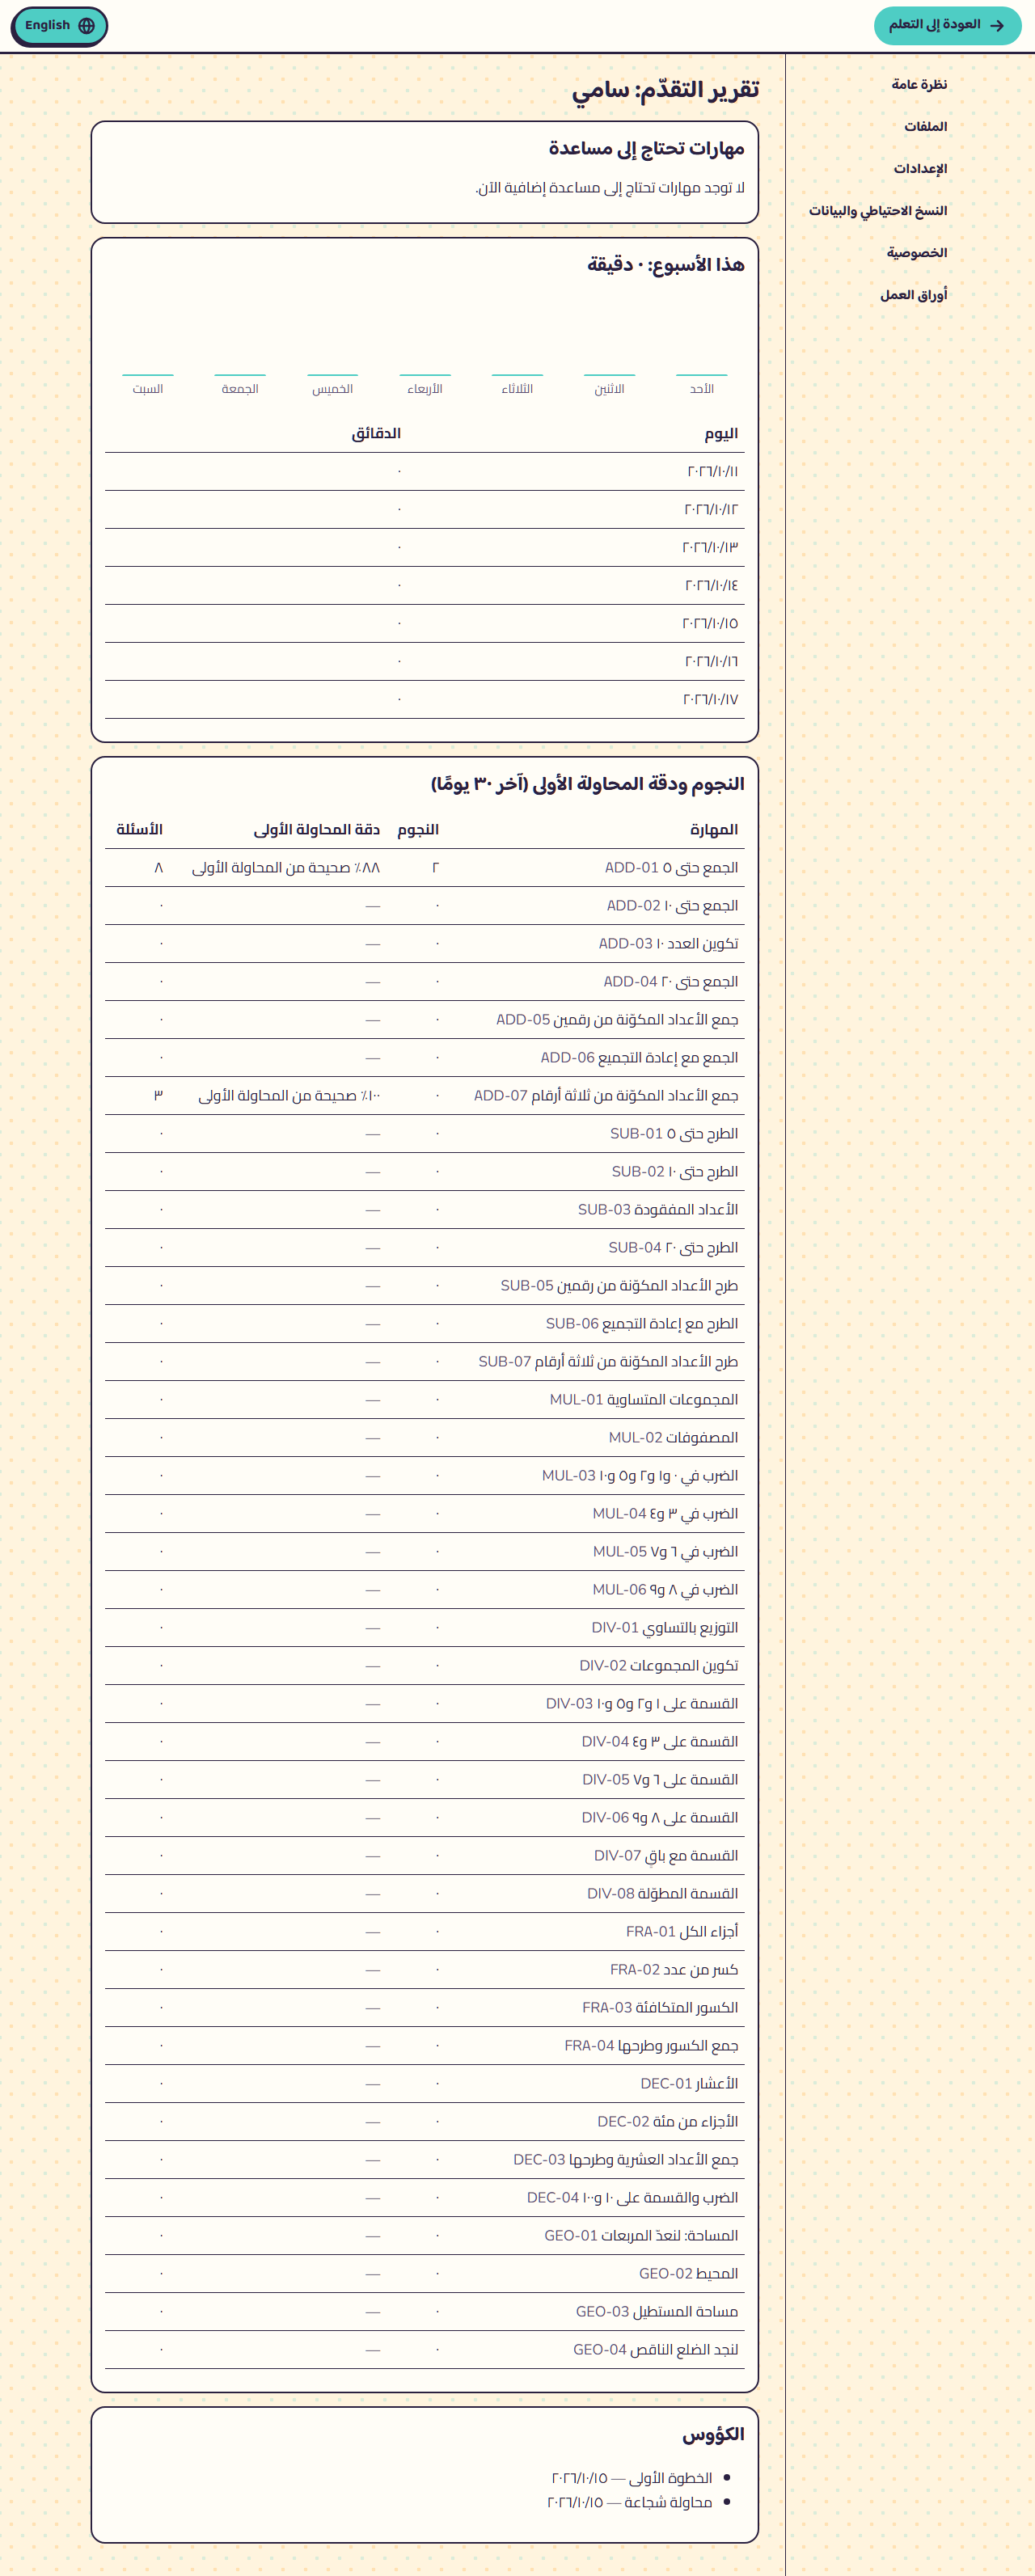 العودة إلى التعلم
English
نظرة عامة
الملفات
الإعدادات
النسخ الاحتياطي والبيانات
الخصوصية
أوراق العمل
تقرير التقدّم: سامي
مهارات تحتاج إلى مساعدة
لا توجد مهارات تحتاج إلى مساعدة إضافية الآن.
هذا الأسبوع: ٠ دقيقة
الأحد الاثنين الثلاثاء الأربعاء الخميس الجمعة السبت
اليوم الدقائق
٢٠٢٦/١٠/١١ ٠
٢٠٢٦/١٠/١٢ ٠
٢٠٢٦/١٠/١٣ ٠
٢٠٢٦/١٠/١٤ ٠
٢٠٢٦/١٠/١٥ ٠
٢٠٢٦/١٠/١٦ ٠
٢٠٢٦/١٠/١٧ ٠
النجوم ودقة المحاولة الأولى (آخر ٣٠ يومًا)
المهارة النجوم دقة المحاولة الأولى الأسئلة
الجمع حتى ٥ ADD-01 ٢ ٨٨٪ صحيحة من المحاولة الأولى ٨
الجمع حتى ١٠ ADD-02 ٠ — ٠
تكوين العدد ١٠ ADD-03 ٠ — ٠
الجمع حتى ٢٠ ADD-04 ٠ — ٠
جمع الأعداد المكوّنة من رقمين ADD-05 ٠ — ٠
الجمع مع إعادة التجميع ADD-06 ٠ — ٠
جمع الأعداد المكوّنة من ثلاثة أرقام ADD-07 ٠ ١٠٠٪ صحيحة من المحاولة الأولى ٣
الطرح حتى ٥ SUB-01 ٠ — ٠
الطرح حتى ١٠ SUB-02 ٠ — ٠
الأعداد المفقودة SUB-03 ٠ — ٠
الطرح حتى ٢٠ SUB-04 ٠ — ٠
طرح الأعداد المكوّنة من رقمين SUB-05 ٠ — ٠
الطرح مع إعادة التجميع SUB-06 ٠ — ٠
طرح الأعداد المكوّنة من ثلاثة أرقام SUB-07 ٠ — ٠
المجموعات المتساوية MUL-01 ٠ — ٠
المصفوفات MUL-02 ٠ — ٠
الضرب في ٠ و١ و٢ و٥ و١٠ MUL-03 ٠ — ٠
الضرب في ٣ و٤ MUL-04 ٠ — ٠
الضرب في ٦ و٧ MUL-05 ٠ — ٠
الضرب في ٨ و٩ MUL-06 ٠ — ٠
التوزيع بالتساوي DIV-01 ٠ — ٠
تكوين المجموعات DIV-02 ٠ — ٠
القسمة على ١ و٢ و٥ و١٠ DIV-03 ٠ — ٠
القسمة على ٣ و٤ DIV-04 ٠ — ٠
القسمة على ٦ و٧ DIV-05 ٠ — ٠
القسمة على ٨ و٩ DIV-06 ٠ — ٠
القسمة مع باقٍ DIV-07 ٠ — ٠
القسمة المطوّلة DIV-08 ٠ — ٠
أجزاء الكل FRA-01 ٠ — ٠
كسر من عدد FRA-02 ٠ — ٠
الكسور المتكافئة FRA-03 ٠ — ٠
جمع الكسور وطرحها FRA-04 ٠ — ٠
الأعشار DEC-01 ٠ — ٠
الأجزاء من مئة DEC-02 ٠ — ٠
جمع الأعداد العشرية وطرحها DEC-03 ٠ — ٠
الضرب والقسمة على ١٠ و١٠٠ DEC-04 ٠ — ٠
المساحة: لنعدّ المربعات GEO-01 ٠ — ٠
المحيط GEO-02 ٠ — ٠
مساحة المستطيل GEO-03 ٠ — ٠
لنجد الضلع الناقص GEO-04 ٠ — ٠
الكؤوس
الخطوة الأولى — ٢٠٢٦/١٠/١٥
محاولة شجاعة — ٢٠٢٦/١٠/١٥